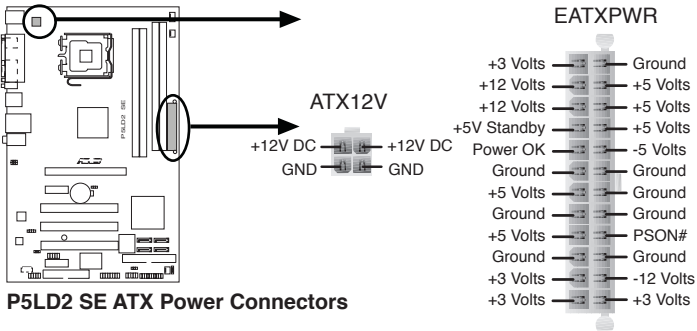 EATXPWR
+3 Volts Ground
+12 Volts +5 Volts
+12 Volts +5 Volts
+5V Standby +5 Volts
Power OK -5 Volts
Ground Ground
+5 Volts Ground
Ground Ground
+5 Volts PSON#
Ground Ground
+3 Volts -12 Volts
+3 Volts +3 Volts
ATX12V
+12V DC +12V DC
GND GND
P5LD2 SE
ASUS
P5LD2 SE ATX Power Connectors